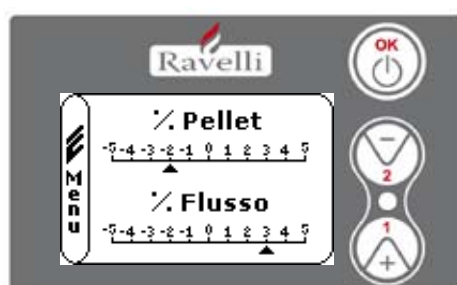 Ravelli
OK
% Pellet
-5 -4 -3 -2 -1 0 1 2 3 4 5
Menu
% Flusso
-5 -4 -3 -2 -1 0 1 2 3 4 5
−
2
1
+